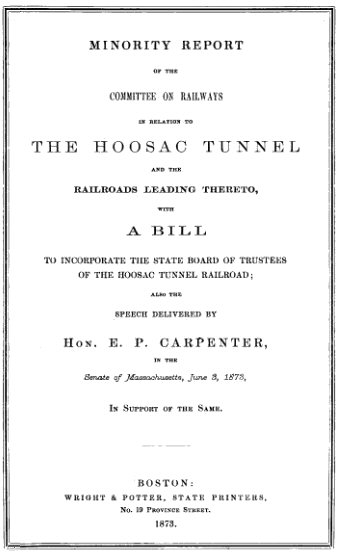 MINORITY REPORT
OF THE
COMMITTEE ON RAILWAYS
IN RELATION TO
THE HOOSAC TUNNEL
AND THE
RAILROADS LEADING THERETO,
WITH
A BILL
TO INCORPORATE THE STATE BOARD OF TRUSTEES
OF THE HOOSAC TUNNEL RAILROAD;
ALSO THE
SPEECH DELIVERED BY
HON. E. P. CARPENTER,
IN THE
Senate of Massachusetts, June 3, 1873,
IN SUPPORT OF THE SAME.
BOSTON:
WRIGHT & POTTER, STATE PRINTERS,
No. 19 PROVINCE STREET.
1873.